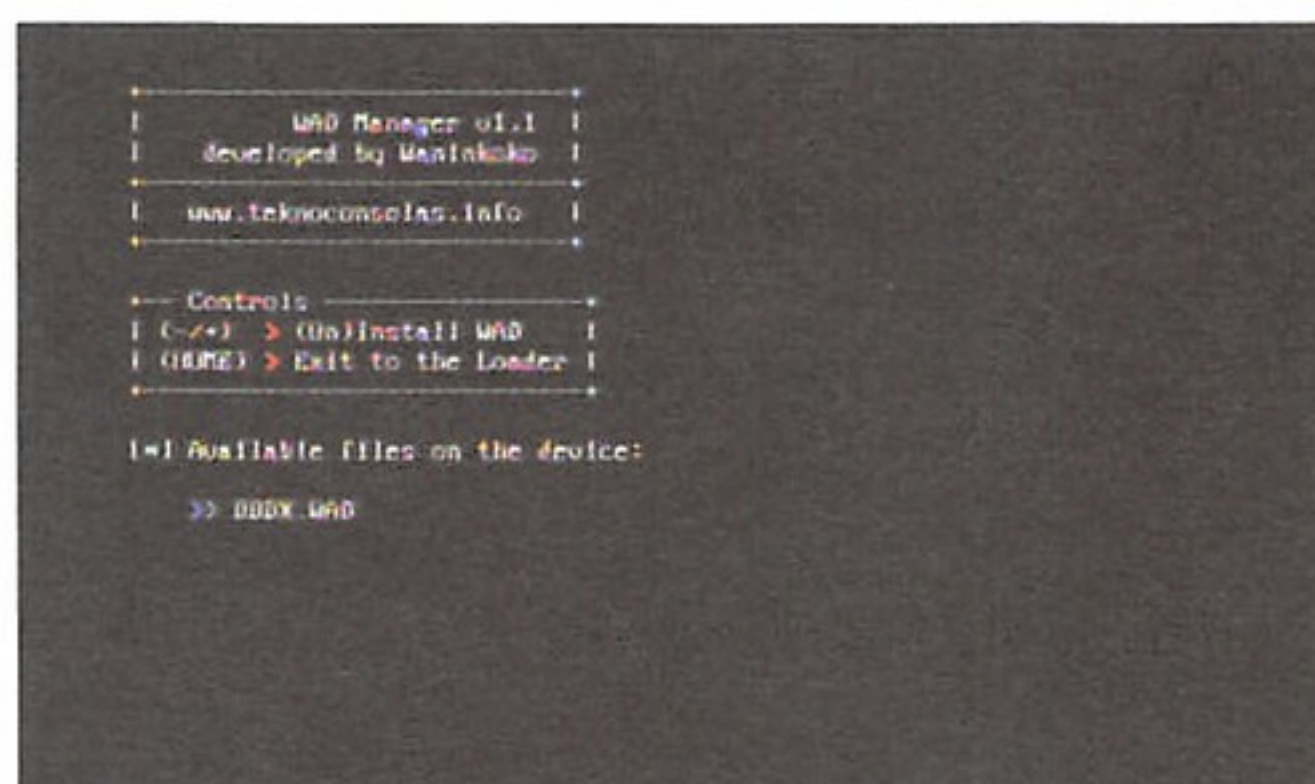 WAD Manager v1.1
developed by Waninkoko
www.teknoconsolas.info
Controls
(-/+) > (Un)install WAD
(HOME) > Exit to the Loader
[*] Available files on the device:
>> DDDX.WAD